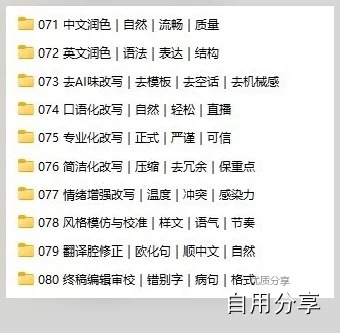 071 中文润色 | 自然 | 流畅 | 质量
072 英文润色 | 语法 | 表达 | 结构
073 去AI味改写 | 去模板 | 去空话 | 去机械感
074 口语化改写 | 自然 | 轻松 | 直播
075 专业化改写 | 正式 | 严谨 | 可信
076 简洁化改写 | 压缩 | 去冗余 | 保重点
077 情绪增强改写 | 温度 | 冲突 | 感染力
078 风格模仿与校准 | 样文 | 语气 | 节奏
079 翻译腔修正 | 欧化句 | 顺中文 | 自然
080 终稿编辑审校 | 错别字 | 病句 | 格式
优质分享
自用分享